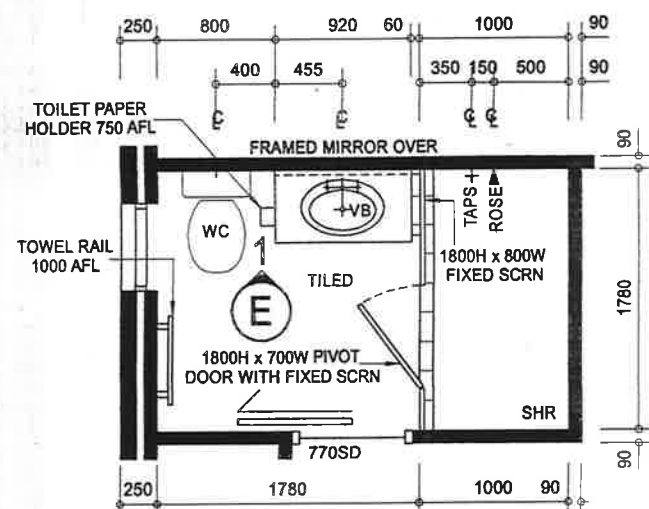 250 800 920 60 1000 90
400 455 350 150 500 90
℄ ℄ ℄ ℄
TOILET PAPER
HOLDER 750 AFL
FRAMED MIRROR OVER
90
WC
VB
TAPS
ROSE
TOWEL RAIL
1000 AFL
1
E
TILED
1800H x 800W
FIXED SCRN
1780
1800H x 700W PIVOT
DOOR WITH FIXED SCRN
SHR
770SD
90
250 1780 1000 90